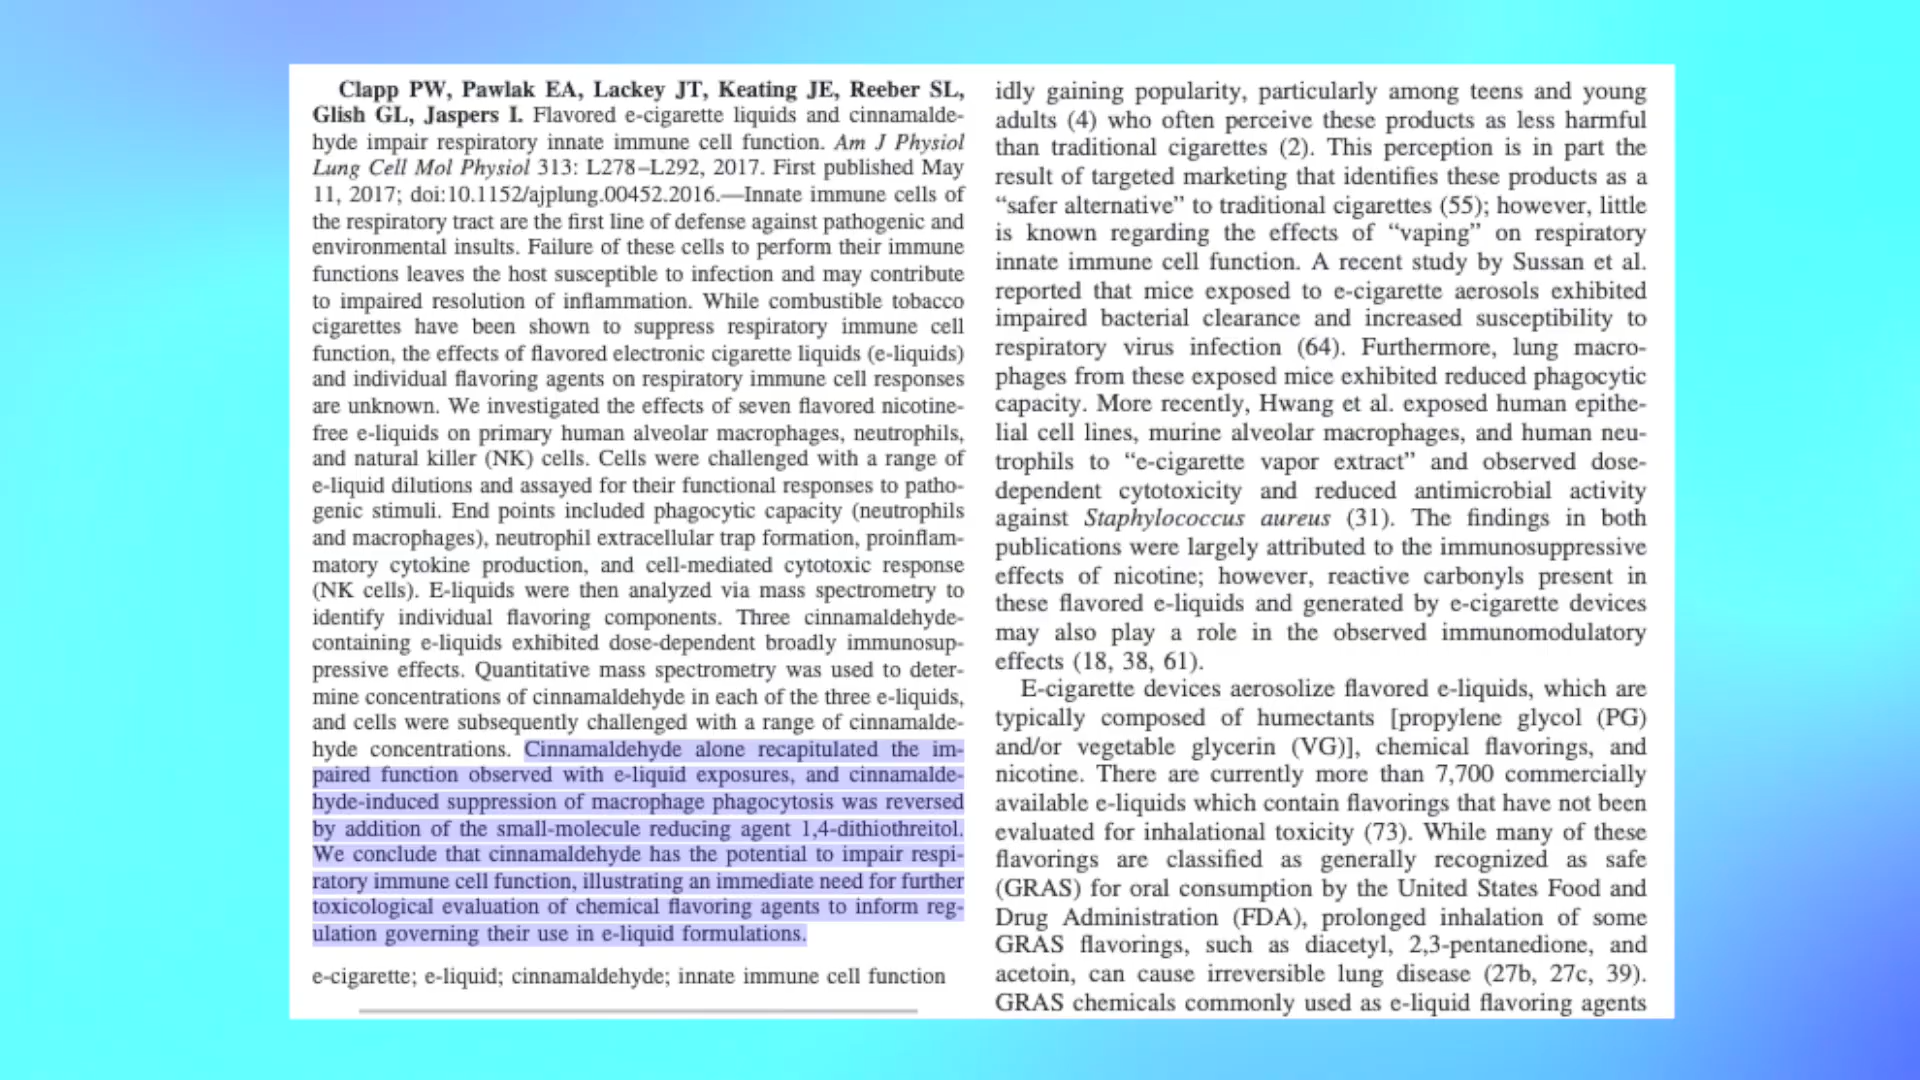 Clapp PW, Pawlak EA, Lackey JT, Keating JE, Reeber SL,
Glish GL, Jaspers I. Flavored e-cigarette liquids and cinnamalde-
hyde impair respiratory innate immune cell function. Am J Physiol
Lung Cell Mol Physiol 313: L278–L292, 2017. First published May
11, 2017; doi:10.1152/ajplung.00452.2016.—Innate immune cells of
the respiratory tract are the first line of defense against pathogenic and
environmental insults. Failure of these cells to perform their immune
functions leaves the host susceptible to infection and may contribute
to impaired resolution of inflammation. While combustible tobacco
cigarettes have been shown to suppress respiratory immune cell
function, the effects of flavored electronic cigarette liquids (e-liquids)
and individual flavoring agents on respiratory immune cell responses
are unknown. We investigated the effects of seven flavored nicotine-
free e-liquids on primary human alveolar macrophages, neutrophils,
and natural killer (NK) cells. Cells were challenged with a range of
e-liquid dilutions and assayed for their functional responses to patho-
genic stimuli. End points included phagocytic capacity (neutrophils
and macrophages), neutrophil extracellular trap formation, proinflam-
matory cytokine production, and cell-mediated cytotoxic response
(NK cells). E-liquids were then analyzed via mass spectrometry to
identify individual flavoring components. Three cinnamaldehyde-
containing e-liquids exhibited dose-dependent broadly immunosup-
pressive effects. Quantitative mass spectrometry was used to deter-
mine concentrations of cinnamaldehyde in each of the three e-liquids,
and cells were subsequently challenged with a range of cinnamalde-
hyde concentrations. Cinnamaldehyde alone recapitulated the im-
paired function observed with e-liquid exposures, and cinnamalde-
hyde-induced suppression of macrophage phagocytosis was reversed
by addition of the small-molecule reducing agent 1,4-dithiothreitol.
We conclude that cinnamaldehyde has the potential to impair respi-
ratory immune cell function, illustrating an immediate need for further
toxicological evaluation of chemical flavoring agents to inform reg-
ulation governing their use in e-liquid formulations.
e-cigarette; e-liquid; cinnamaldehyde; innate immune cell function
idly gaining popularity, particularly among teens and young
adults (4) who often perceive these products as less harmful
than traditional cigarettes (2). This perception is in part the
result of targeted marketing that identifies these products as a
“safer alternative” to traditional cigarettes (55); however, little
is known regarding the effects of “vaping” on respiratory
innate immune cell function. A recent study by Sussan et al.
reported that mice exposed to e-cigarette aerosols exhibited
impaired bacterial clearance and increased susceptibility to
respiratory virus infection (64). Furthermore, lung macro-
phages from these exposed mice exhibited reduced phagocytic
capacity. More recently, Hwang et al. exposed human epithe-
lial cell lines, murine alveolar macrophages, and human neu-
trophils to “e-cigarette vapor extract” and observed dose-
dependent cytotoxicity and reduced antimicrobial activity
against Staphylococcus aureus (31). The findings in both
publications were largely attributed to the immunosuppressive
effects of nicotine; however, reactive carbonyls present in
these flavored e-liquids and generated by e-cigarette devices
may also play a role in the observed immunomodulatory
effects (18, 38, 61).
E-cigarette devices aerosolize flavored e-liquids, which are
typically composed of humectants [propylene glycol (PG)
and/or vegetable glycerin (VG)], chemical flavorings, and
nicotine. There are currently more than 7,700 commercially
available e-liquids which contain flavorings that have not been
evaluated for inhalational toxicity (73). While many of these
flavorings are classified as generally recognized as safe
(GRAS) for oral consumption by the United States Food and
Drug Administration (FDA), prolonged inhalation of some
GRAS flavorings, such as diacetyl, 2,3-pentanedione, and
acetoin, can cause irreversible lung disease (27b, 27c, 39).
GRAS chemicals commonly used as e-liquid flavoring agents